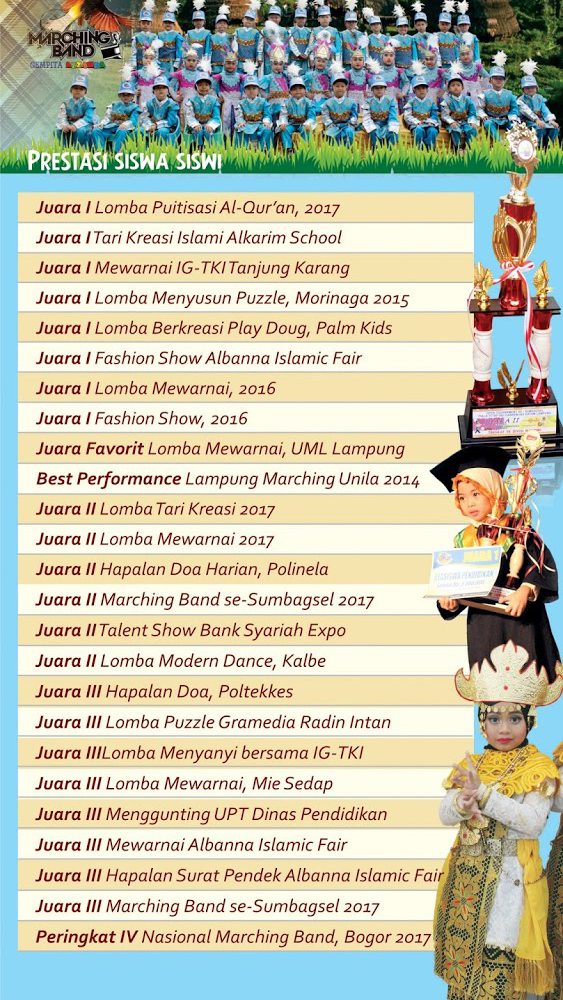 MARCHING
BAND
GEMPITA
PRESTASI SISWA SISWI
Juara I Lomba Puitisasi Al-Qur'an, 2017
Juara I Tari Kreasi Islami Alkarim School
Juara I Mewarnai IG-TKI Tanjung Karang
Juara I Lomba Menyusun Puzzle, Morinaga 2015
Juara I Lomba Berkreasi Play Doug, Palm Kids
Juara I Fashion Show Albanna Islamic Fair
Juara I Lomba Mewarnai, 2016
Juara I Fashion Show, 2016
Juara Favorit Lomba Mewarnai, UML Lampung
Best Performance Lampung Marching Unila 2014
Juara II Lomba Tari Kreasi 2017
Juara II Lomba Mewarnai 2017
Juara II Hapalan Doa Harian, Polinela
Juara II Marching Band se-Sumbagsel 2017
Juara II Talent Show Bank Syariah Expo
Juara II Lomba Modern Dance, Kalbe
Juara III Hapalan Doa, Poltekkes
Juara III Lomba Puzzle Gramedia Radin Intan
Juara III Lomba Menyanyi bersama IG-TKI
Juara III Lomba Mewarnai, Mie Sedap
Juara III Menggunting UPT Dinas Pendidikan
Juara III Mewarnai Albanna Islamic Fair
Juara III Hapalan Surat Pendek Albanna Islamic Fair
Juara III Marching Band se-Sumbagsel 2017
Peringkat IV Nasional Marching Band, Bogor 2017
JUARA II
JUARA 1
BEASISWA PENDIDIKAN